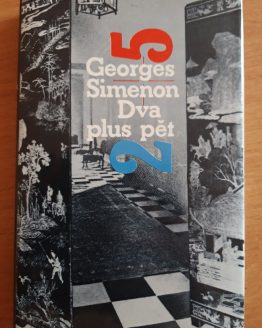 5
Georges
Simenon
Dva
plus pět
2